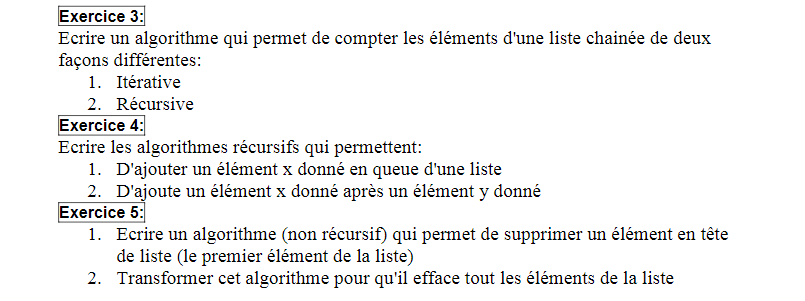 Exercice 3:
Ecrire un algorithme qui permet de compter les éléments d'une liste chainée de deux
façons différentes:
1. Itérative
2. Récursive
Exercice 4:
Ecrire les algorithmes récursifs qui permettent:
1. D'ajouter un élément x donné en queue d'une liste
2. D'ajoute un élément x donné après un élément y donné
Exercice 5:
1. Ecrire un algorithme (non récursif) qui permet de supprimer un élément en tête
de liste (le premier élément de la liste)
2. Transformer cet algorithme pour qu'il efface tout les éléments de la liste